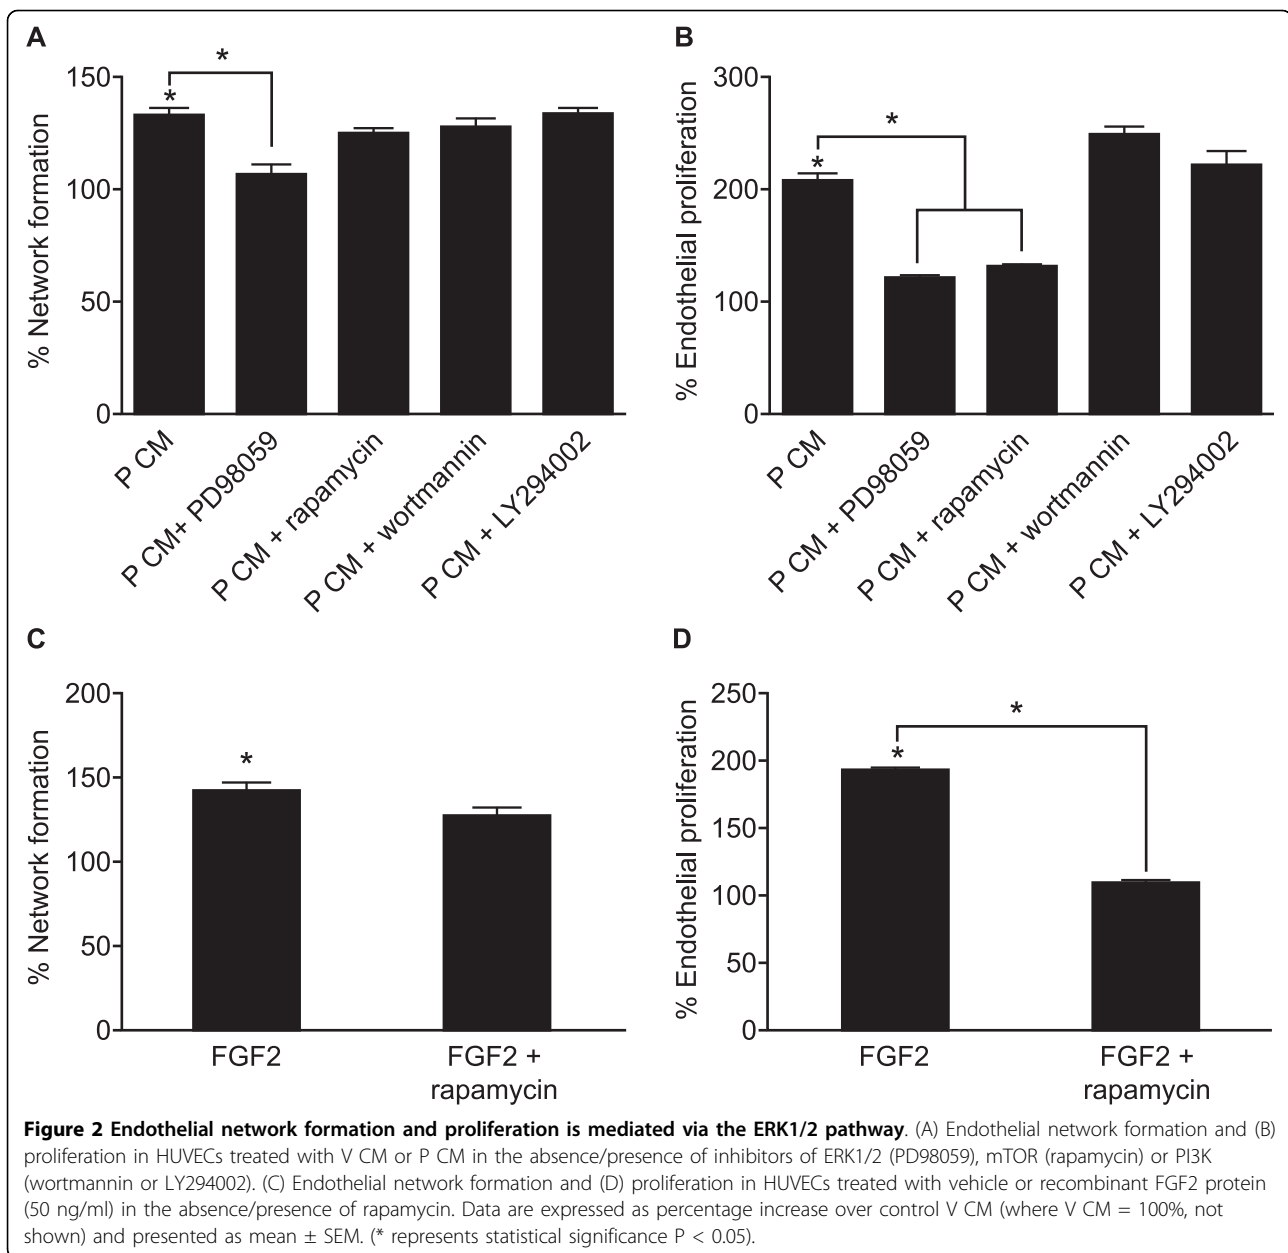 A
*
*
150
100
50
0
% Network formation
P CM
P CM+ PD98059
P CM + rapamycin
P CM + wortmannin
P CM + LY294002
B
*
*
300
200
100
0
% Endothelial proliferation
P CM
P CM + PD98059
P CM + rapamycin
P CM + wortmannin
P CM + LY294002
C
*
200
150
100
50
0
% Network formation
FGF2
FGF2 +
rapamycin
D
*
*
250
200
150
100
50
0
% Endothelial proliferation
FGF2
FGF2 +
rapamycin
Figure 2 Endothelial network formation and proliferation is mediated via the ERK1/2 pathway. (A) Endothelial network formation and (B)
proliferation in HUVECs treated with V CM or P CM in the absence/presence of inhibitors of ERK1/2 (PD98059), mTOR (rapamycin) or PI3K
(wortmannin or LY294002). (C) Endothelial network formation and (D) proliferation in HUVECs treated with vehicle or recombinant FGF2 protein
(50 ng/ml) in the absence/presence of rapamycin. Data are expressed as percentage increase over control V CM (where V CM = 100%, not
shown) and presented as mean ± SEM. (* represents statistical significance P < 0.05).